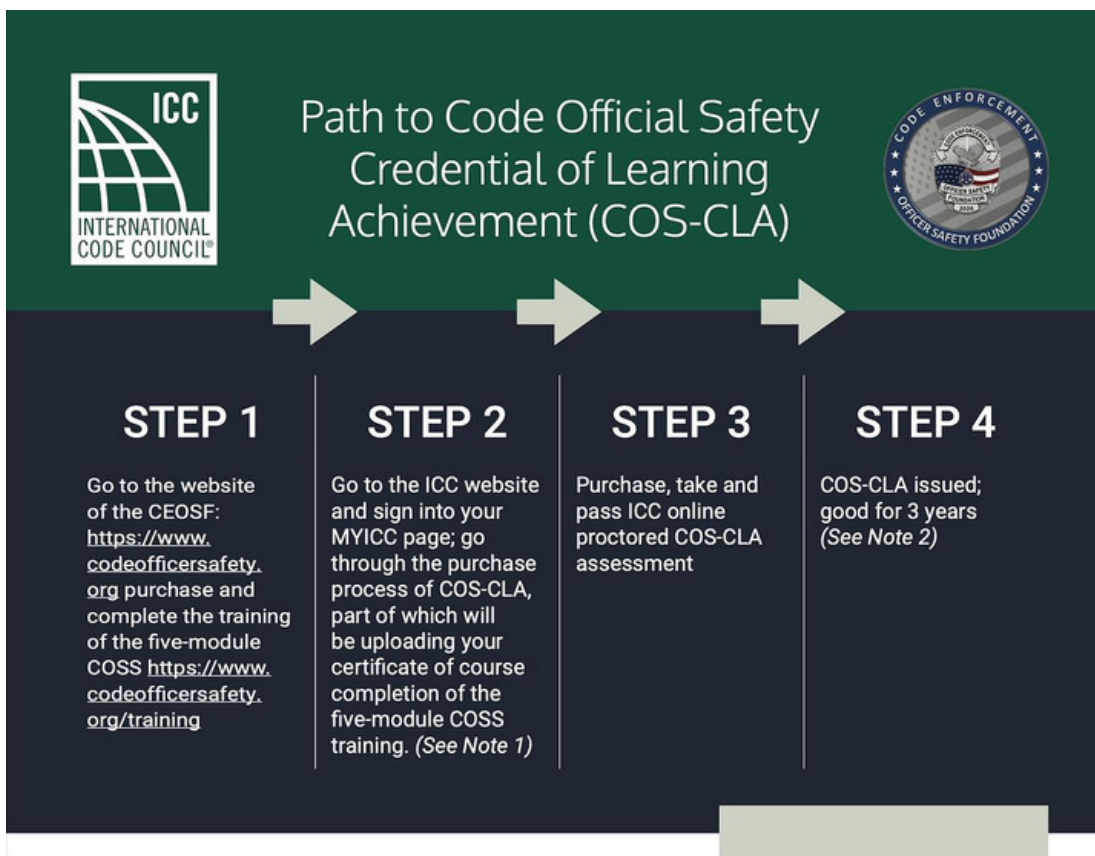 ICC
INTERNATIONAL
CODE COUNCIL®
Path to Code Official Safety
Credential of Learning
Achievement (COS-CLA)
CODE ENFORCEMENT
CODE ENFORCEMENT
OFFICER SAFETY
FOUNDATION
OFFICER SAFETY FOUNDATION
STEP 1
Go to the website
of the CEOSF:
https://www.
codeofficersafety.
org purchase and
complete the training
of the five-module
COSS https://www.
codeofficersafety.
org/training
STEP 2
Go to the ICC website
and sign into your
MYICC page; go
through the purchase
process of COS-CLA,
part of which will
be uploading your
certificate of course
completion of the
five-module COSS
training. (See Note 1)
STEP 3
Purchase, take and
pass ICC online
proctored COS-CLA
assessment
STEP 4
COS-CLA issued;
good for 3 years
(See Note 2)